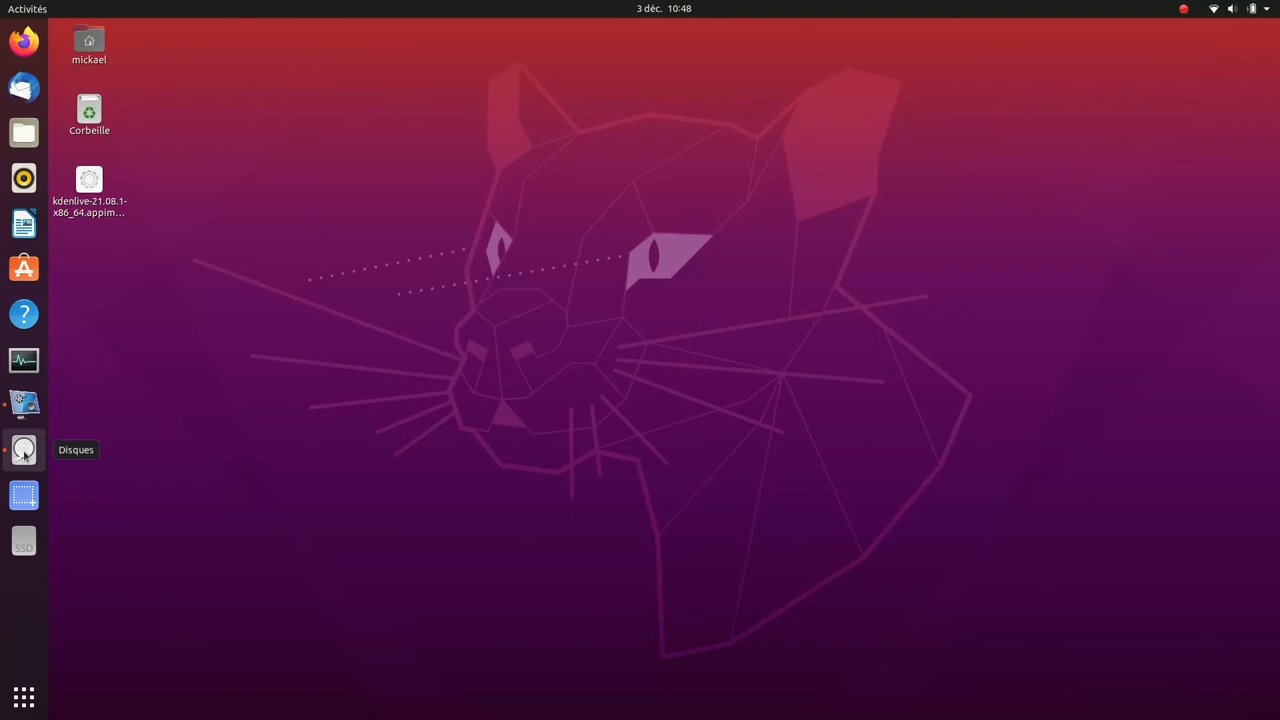 Activités
3 déc. 10:48
mickael
Corbeille
kdenlive-21.08.1-
x86_64.appim...
Disques
SSD